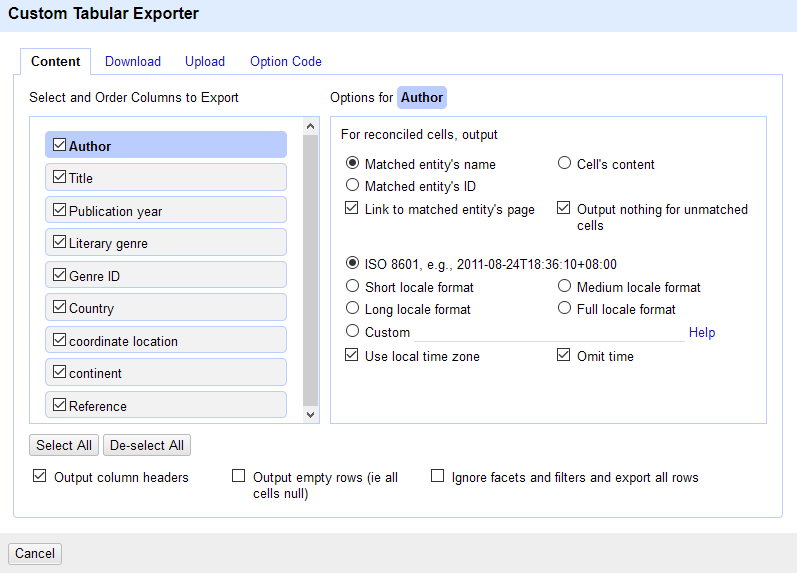 Custom Tabular Exporter
Content Download Upload Option Code
Select and Order Columns to Export
Author
Title
Publication year
Literary genre
Genre ID
Country
coordinate location
continent
Reference
Select All De-select All
Options for Author
For reconciled cells, output
Matched entity's name Cell's content
Matched entity's ID
Link to matched entity's page Output nothing for unmatched
cells
ISO 8601, e.g., 2011-08-24T18:36:10+08:00
Short locale format Medium locale format
Long locale format Full locale format
Custom Help
Use local time zone Omit time
Output column headers Output empty rows (ie all Ignore facets and filters and export all rows
cells null)
Cancel